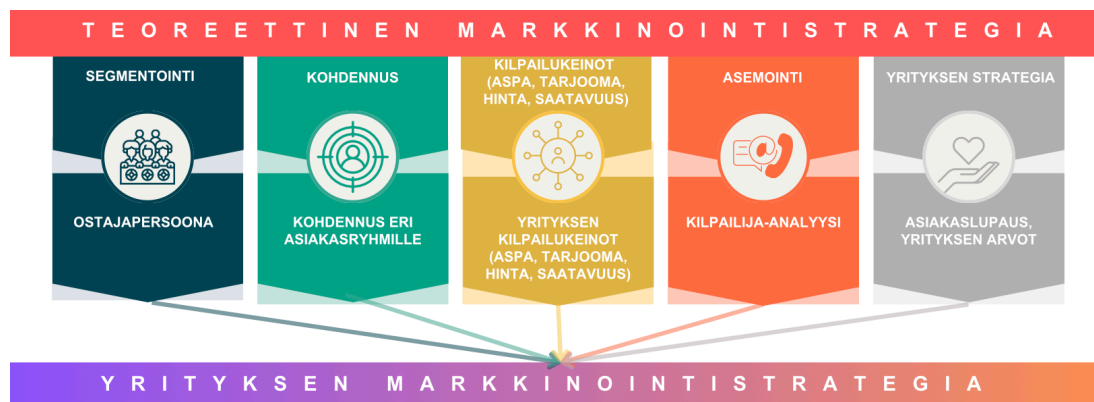 TEOREETTINEN MARKKINOINTISTRATEGIA
SEGMENTOINTI
OSTAJAPERSOONA
KOHDENNUS
KOHDENNUS ERI
ASIAKASRYHMILLE
KILPAILUKEINOT
(ASPA, TARJOOMA,
HINTA, SAATAVUUS)
YRITYKSEN
KILPAILUKEINOT
(ASPA, TARJOOMA,
HINTA, SAATAVUUS)
ASEMOINTI
KILPAILIJA-ANALYYSI
YRITYKSEN STRATEGIA
ASIAKASLUPAUS,
YRITYKSEN ARVOT
YRITYKSEN MARKKINOINTISTRATEGIA